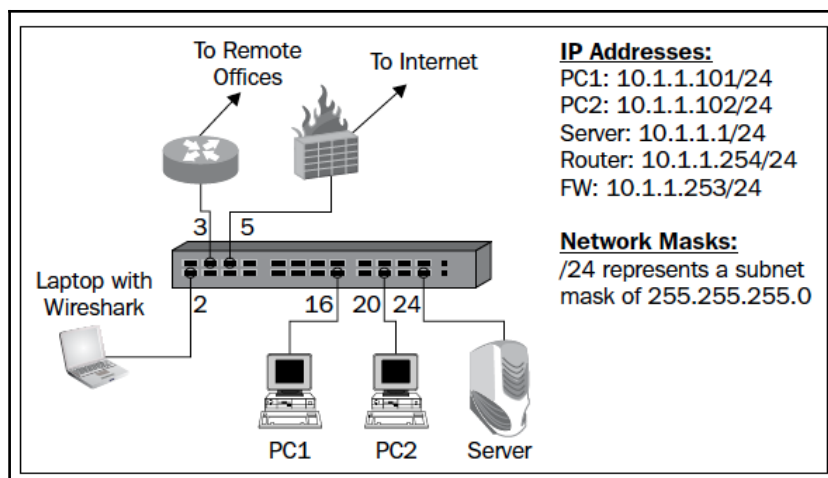 To Remote
Offices
To Internet
IP Addresses:
PC1: 10.1.1.101/24
PC2: 10.1.1.102/24
Server: 10.1.1.1/24
Router: 10.1.1.254/24
FW: 10.1.1.253/24
Network Masks:
/24 represents a subnet
mask of 255.255.255.0
3 5
Laptop with
Wireshark
2 16 20 24
PC1 PC2 Server